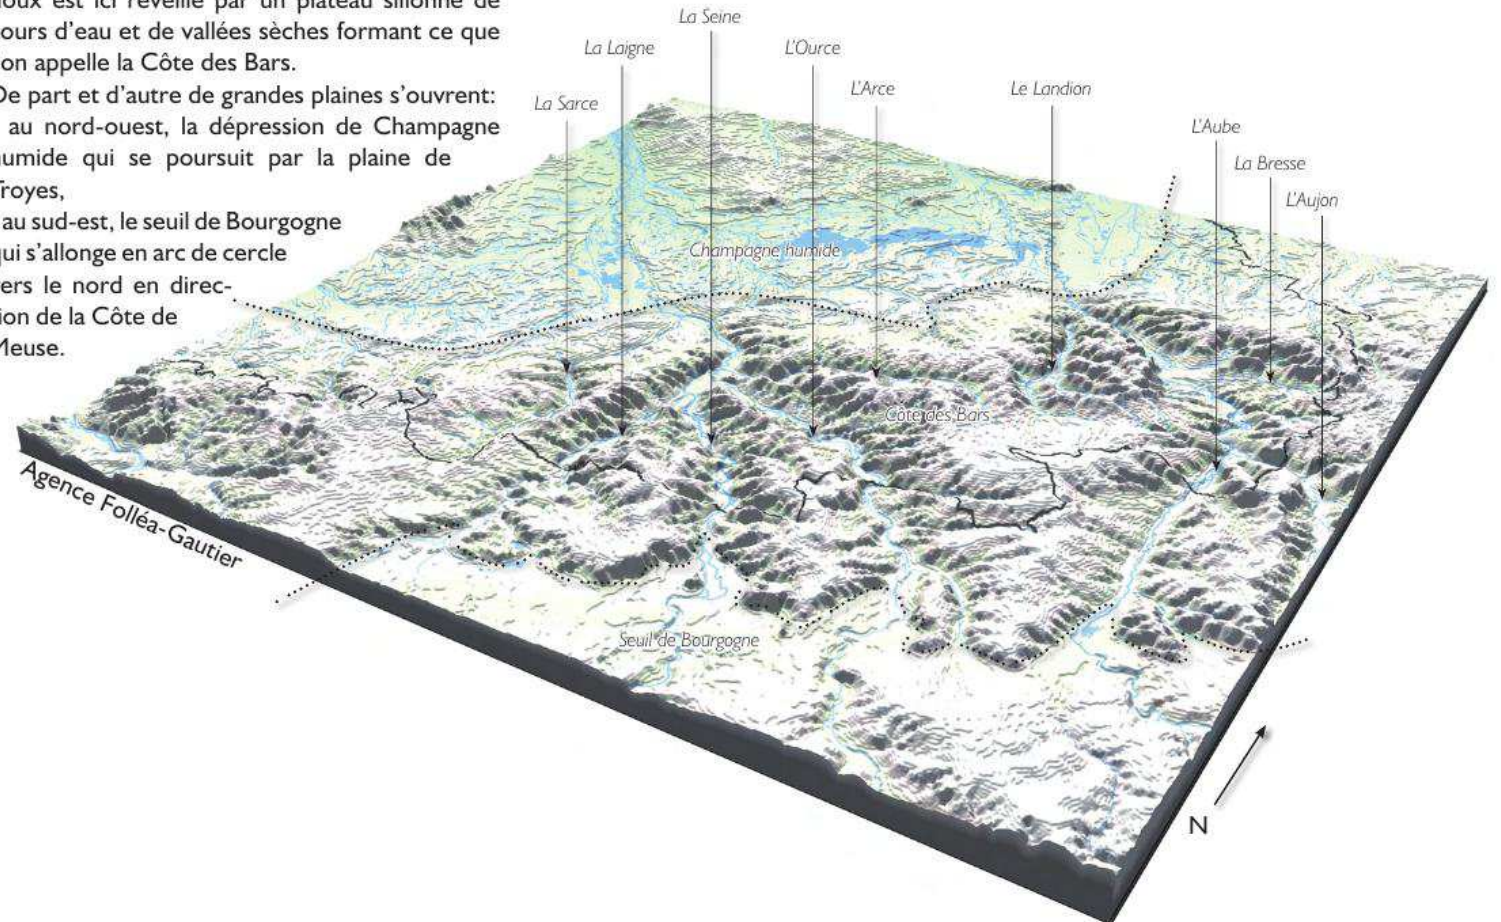 doux est ici réveillé par un plateau sillonné de
ours d'eau et de vallées sèches formant ce que
on appelle la Côte des Bars.
De part et d'autre de grandes plaines s'ouvrent:
au nord-ouest, la dépression de Champagne
humide qui se poursuit par la plaine de
Troyes,
au sud-est, le seuil de Bourgogne
qui s'allonge en arc de cercle
vers le nord en direc-
tion de la Côte de
Meuse.
La Seine
La Laigne
L'Ource
La Sarce
L'Arce
Le Landion
L'Aube
La Bresse
L'Aujon
Champagne humide
Côte des Bars
Seuil de Bourgogne
Agence Folléa-Gautier
N